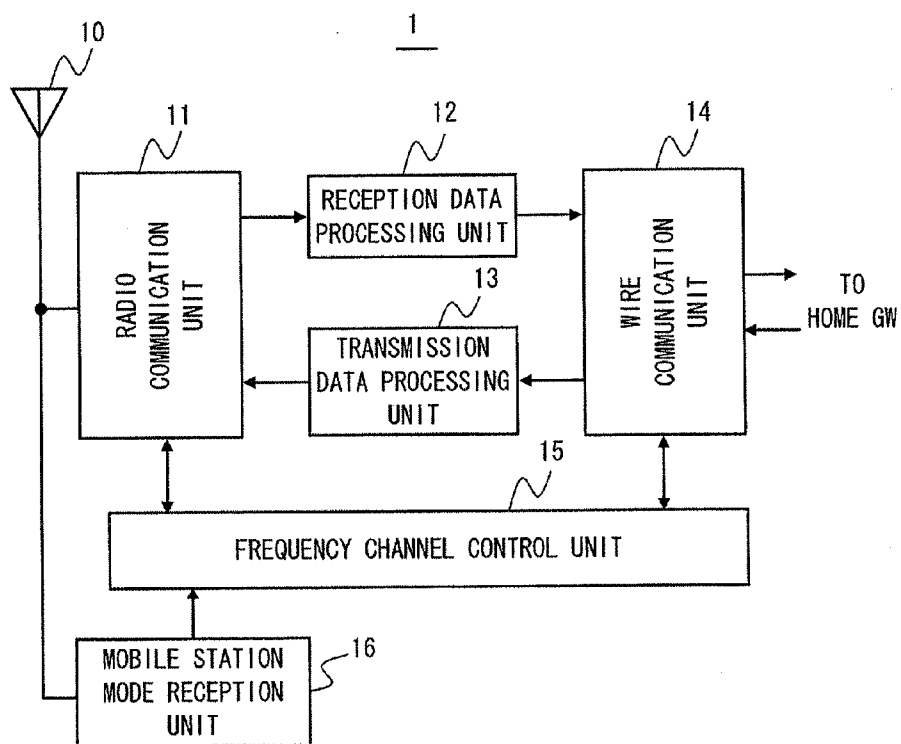 1
10
11
12
14
RECEPTION DATA
PROCESSING UNIT
RADIO
COMMUNICATION
UNIT
WIRE
COMMUNICATION
UNIT
TO
HOME GW
13
TRANSMISSION
DATA PROCESSING
UNIT
15
FREQUENCY CHANNEL CONTROL UNIT
MOBILE STATION
MODE RECEPTION
UNIT
16